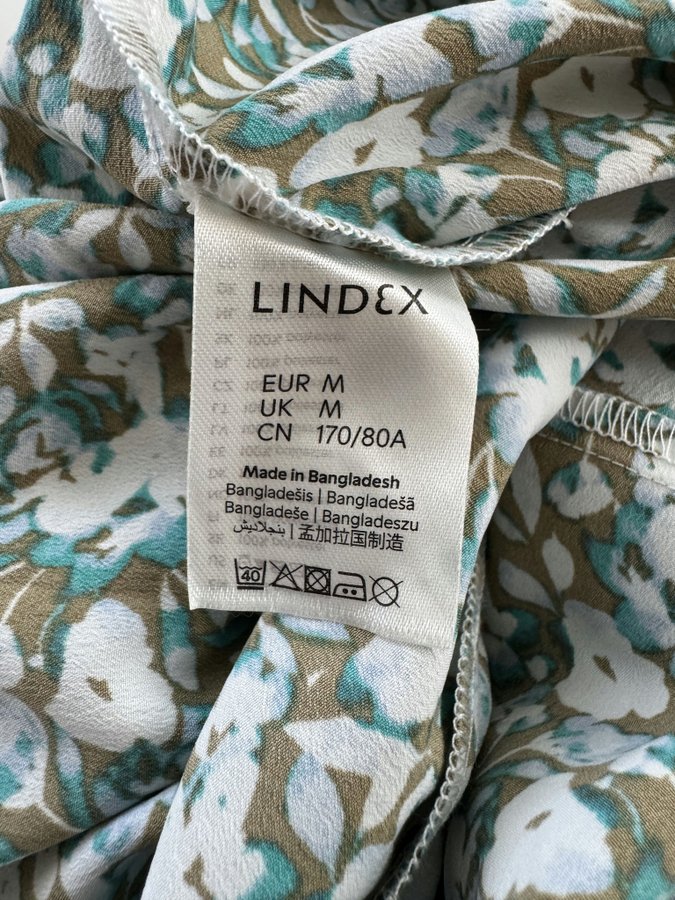 LINDEX
EUR M
UK M
CN 170/80A
Made in Bangladesh
Bangladešis | Bangladešā
Bangladeše | Bangladeszu
بنجلاديش | 孟加拉国制造
40